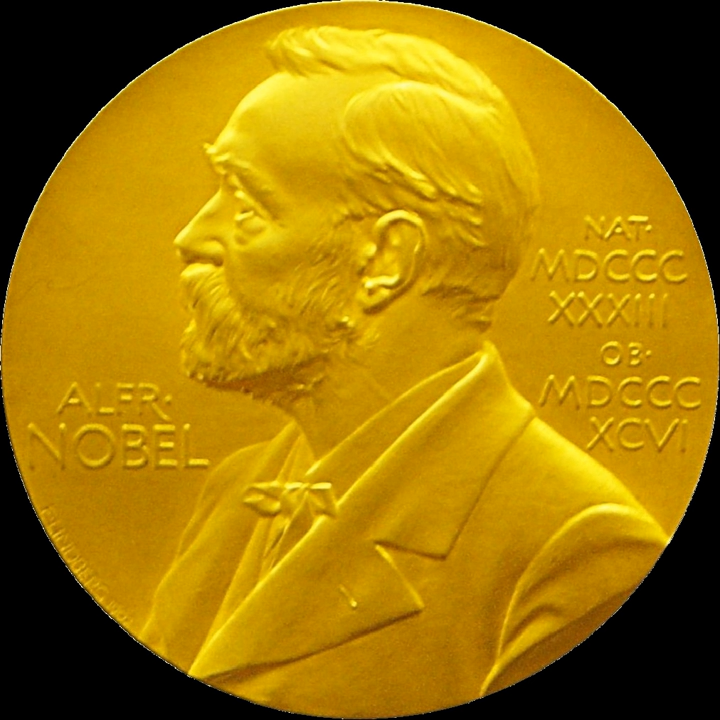 ALFR·
NOBEL
NAT·
MDCCC
XXXIII
OB·
MDCCC
XCVI